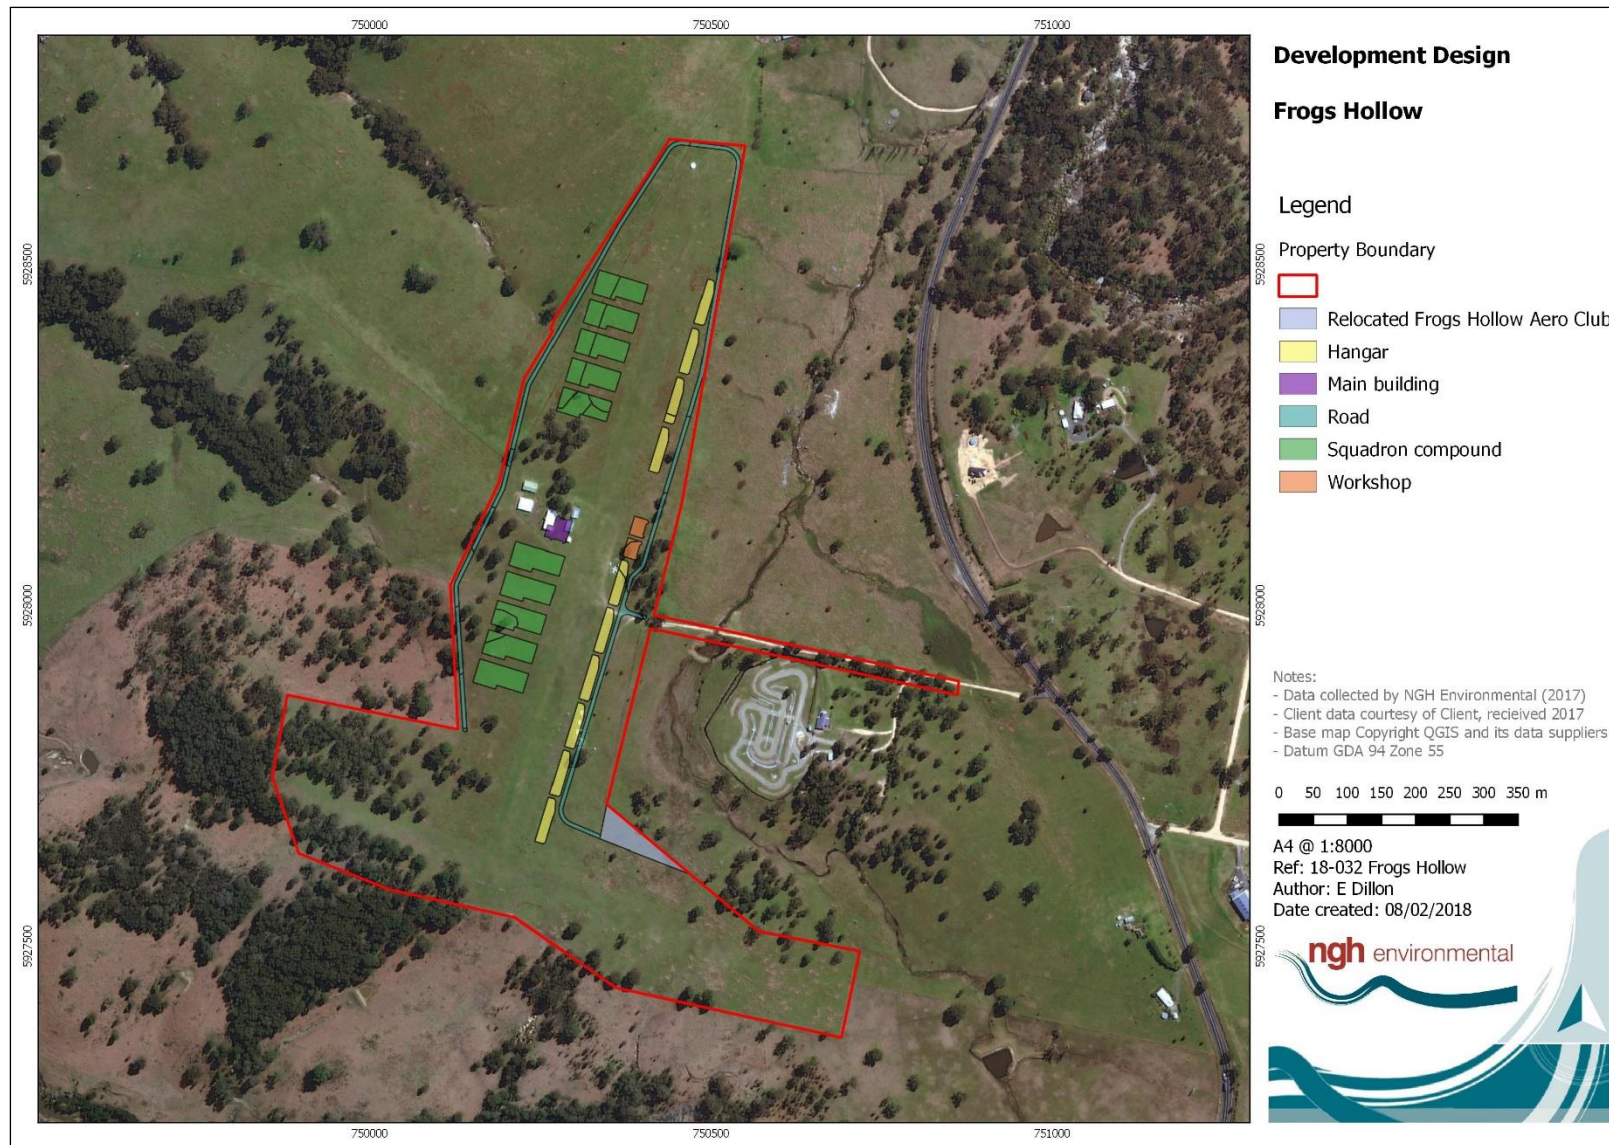 750000
750500
751000
5928500
5928000
5927500
5928500
5928000
5927500
750000
750500
751000
Development Design
Frogs Hollow
Legend
Property Boundary
Relocated Frogs Hollow Aero Club
Hangar
Main building
Road
Squadron compound
Workshop
Notes:
- Data collected by NGH Environmental (2017)
- Client data courtesy of Client, recieived 2017
- Base map Copyright QGIS and its data suppliers
- Datum GDA 94 Zone 55
0 50 100 150 200 250 300 350 m
A4 @ 1:8000
Ref: 18-032 Frogs Hollow
Author: E Dillon
Date created: 08/02/2018
ngh environmental